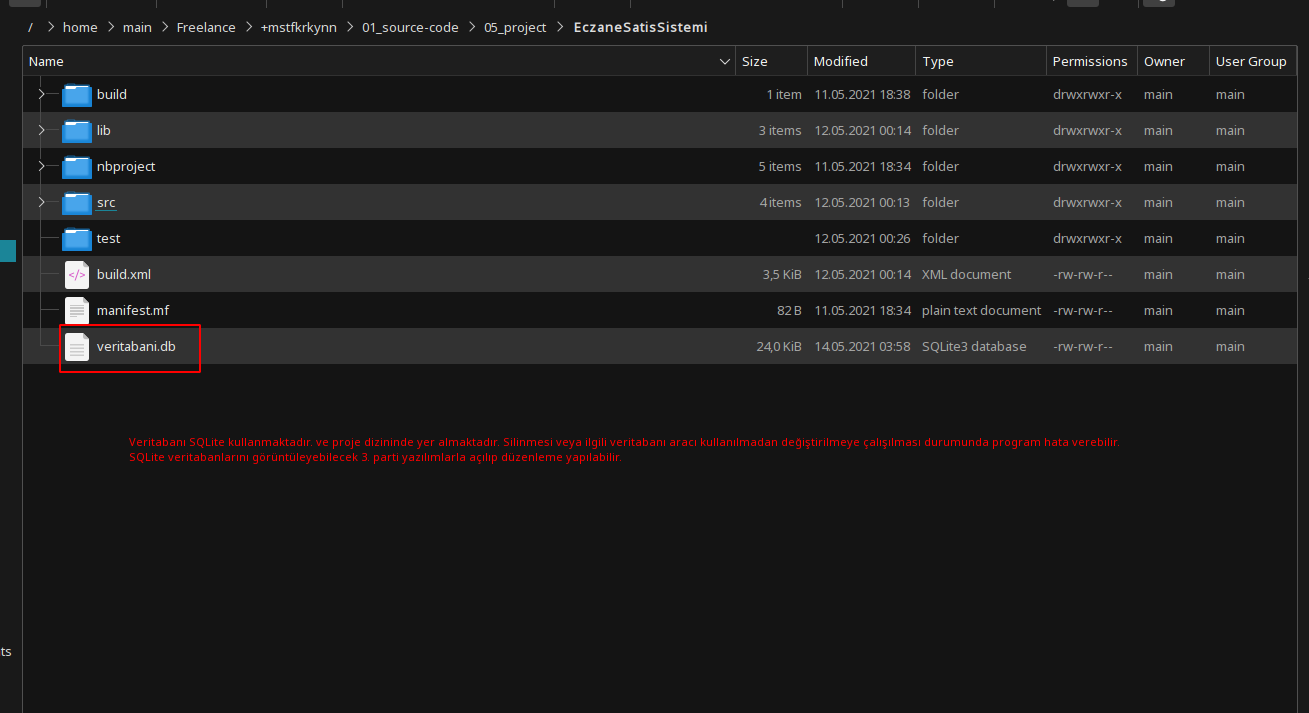 / > home > main > Freelance > +mstfkrkynn > 01_source-code > 05_project > EczaneSatisSistemi
Name Size Modified Type Permissions Owner User Group
build 1 item 11.05.2021 18:38 folder drwxrwxr-x main main
lib 3 items 12.05.2021 00:14 folder drwxrwxr-x main main
nbproject 5 items 11.05.2021 18:34 folder drwxrwxr-x main main
src 4 items 12.05.2021 00:13 folder drwxrwxr-x main main
test 12.05.2021 00:26 folder drwxrwxr-x main main
build.xml 3,5 KiB 12.05.2021 00:14 XML document -rw-rw-r-- main main
manifest.mf 82 B 11.05.2021 18:34 plain text document -rw-rw-r-- main main
veritabani.db 24,0 KiB 14.05.2021 03:58 SQLite3 database -rw-rw-r-- main main
Veritabanı SQLite kullanmaktadır. ve proje dizininde yer almaktadır. Silinmesi veya ilgili veritabanı aracı kullanılmadan değiştirilmeye çalışılması durumunda program hata verebilir.
SQLite veritabanlarını görüntüleyebilecek 3. parti yazılımlarla açılıp düzenleme yapılabilir.
ts